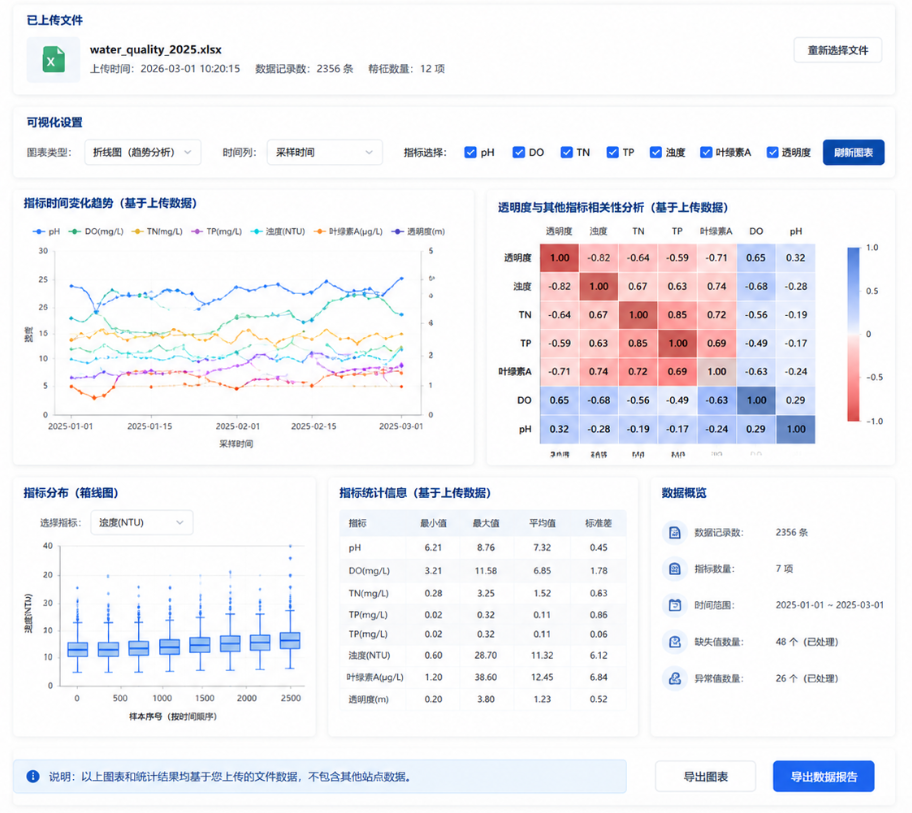 已上传文件
water_quality_2025.xlsx
上传时间：2026-03-01 10:20:15 数据记录数：2356 条 特征数量：12 项
重新选择文件
可视化设置
图表类型： 折线图（趋势分析） 时间列： 采样时间 指标选择： pH DO TN TP 浊度 叶绿素A 透明度 刷新图表
指标时间变化趋势（基于上传数据）
pH DO(mg/L) TN(mg/L) TP(mg/L) 浊度(NTU) 叶绿素A(μg/L) 透明度(m)
30 5
25
20
15
10 2
5 1
0 0
2025-01-01 2025-01-15 2025-02-01 2025-02-15 2025-03-01
采样时间
透明度与其他指标相关性分析（基于上传数据）
透明度 浊度 TN TP 叶绿素A DO pH
透明度 1.00 -0.82 -0.64 -0.59 -0.71 0.65 0.32
浊度 -0.82 1.00 0.67 0.63 0.74 -0.68 -0.28
TN -0.64 0.67 1.00 0.85 0.72 -0.56 -0.19
TP -0.59 0.63 0.85 1.00 0.69 -0.49 -0.17
叶绿素A -0.71 0.74 0.72 0.69 1.00 -0.63 -0.24
DO 0.65 -0.68 -0.56 -0.49 -0.63 1.00 0.29
pH 0.32 -0.28 -0.19 -0.17 -0.24 0.29 1.00
1.0
0.5
0
-0.5
-1.0
指标分布（箱线图）
选择指标： 浊度(NTU)
40
20
30
10
0
0 500 1000 1500 2000 2500
样本序号（按时间顺序）
指标统计信息（基于上传数据）
指标 最小值 最大值 平均值 标准差
pH 6.21 8.76 7.32 0.45
DO(mg/L) 3.21 11.58 6.85 1.78
TN(mg/L) 0.28 3.25 1.52 0.63
TP(mg/L) 0.02 0.32 0.11 0.86
TP(mg/L) 0.02 0.32 0.11 0.06
浊度(NTU) 0.60 28.70 11.32 6.12
叶绿素A(μg/L) 1.20 38.60 12.45 6.84
透明度(m) 0.20 3.80 1.23 0.52
数据概览
数据记录数： 2356 条
指标数量： 7 项
时间范围： 2025-01-01 ~ 2025-03-01
缺失值数量： 48 个（已处理）
异常值数量： 26 个（已处理）
说明：以上图表和统计结果均基于您上传的文件数据，不包含其他站点数据。
导出图表
导出数据报告